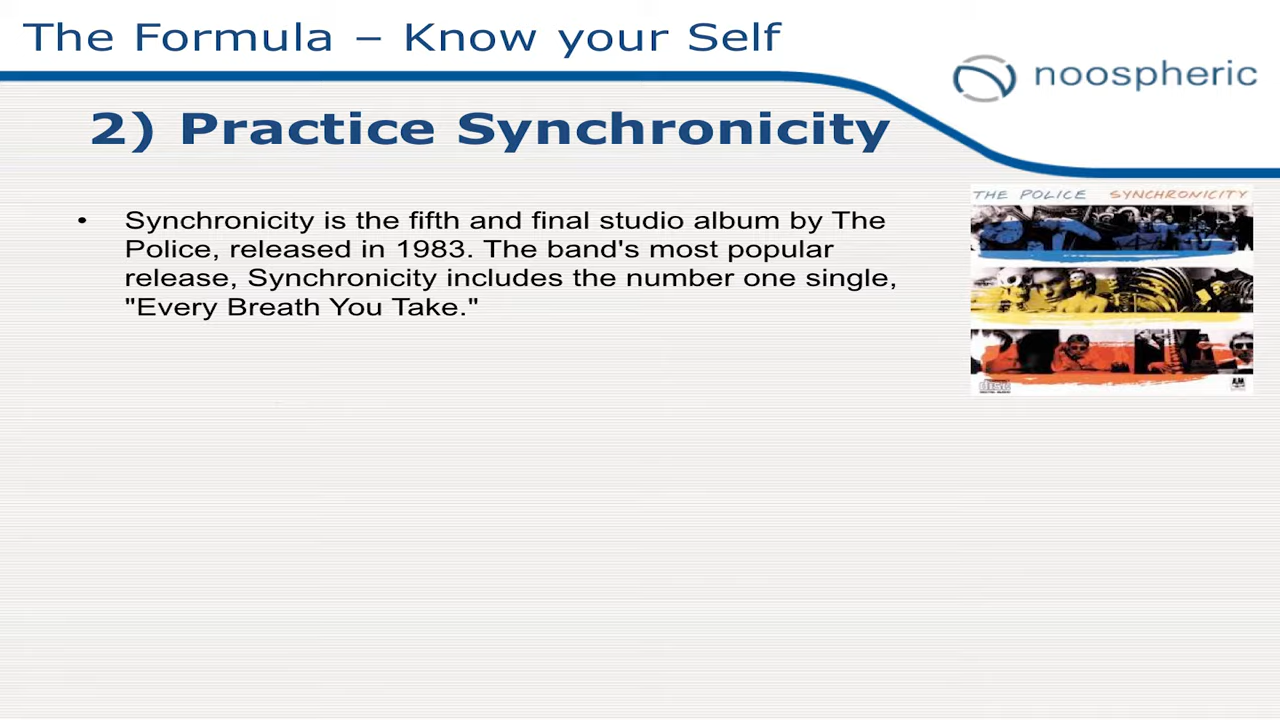 The Formula – Know your Self
noospheric
2) Practice Synchronicity
THE POLICE SYNCHRONICITY
• Synchronicity is the fifth and final studio album by The
Police, released in 1983. The band's most popular
release, Synchronicity includes the number one single,
"Every Breath You Take."